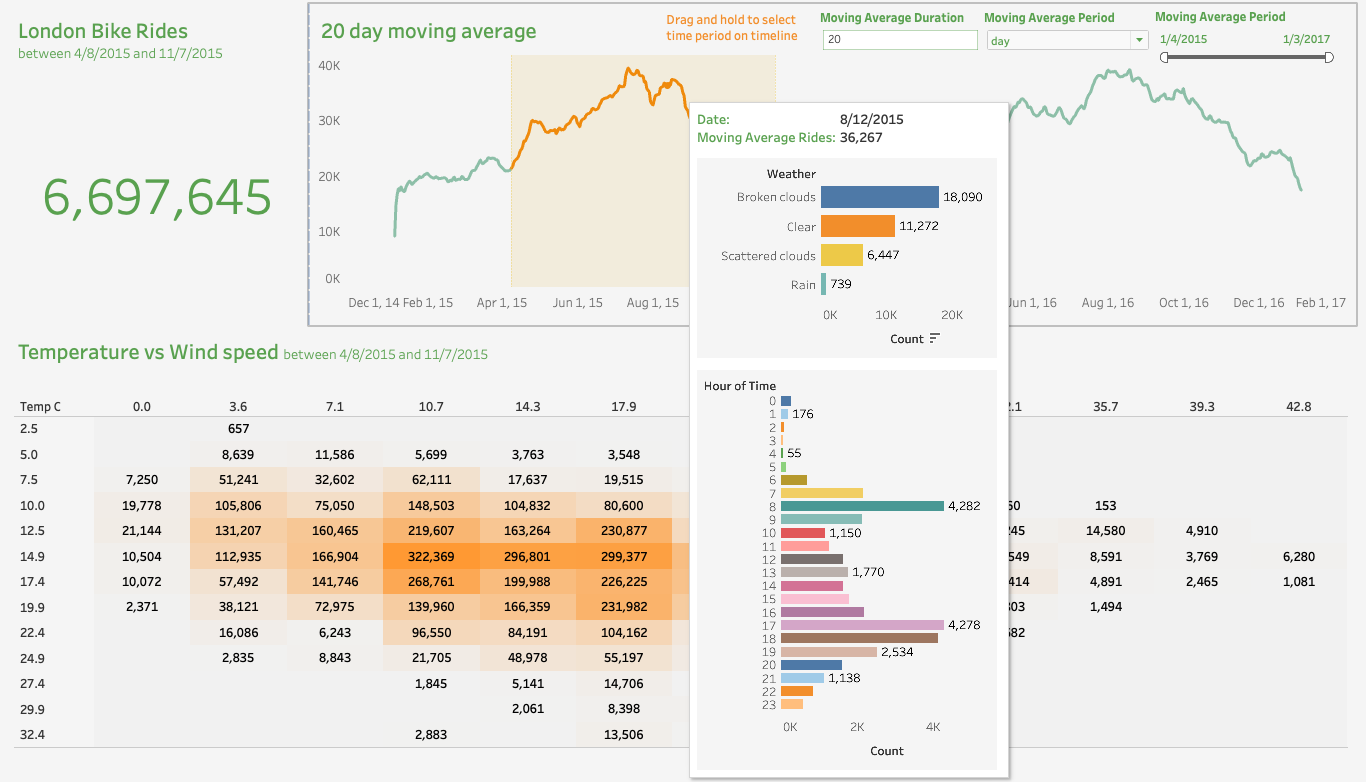 London Bike Rides
between 4/8/2015 and 11/7/2015
6,697,645
20 day moving average
Drag and hold to select
time period on timeline
Moving Average Duration
20
Moving Average Period
day
Moving Average Period
1/4/2015 1/3/2017
40K
30K
20K
10K
0K
Dec 1, 14 Feb 1, 15 Apr 1, 15 Jun 1, 15 Aug 1, 15 Jun 1, 16 Aug 1, 16 Oct 1, 16 Dec 1, 16 Feb 1, 17
Date: 8/12/2015
Moving Average Rides: 36,267
Weather
Broken clouds 18,090
Clear 11,272
Scattered clouds 6,447
Rain 739
0K 10K 20K
Count
Hour of Time
0
1 176
2
3
4 55
5
6
7
8 4,282
9
10 1,150
11
12
13 1,770
14
15
16
17 4,278
18
19 2,534
20
21 1,138
22
23
0K 2K 4K
Count
Temperature vs Wind speed between 4/8/2015 and 11/7/2015
Temp C 0.0 3.6 7.1 10.7 14.3 17.9 35.7 39.3 42.8
2.5 657
5.0 8,639 11,586 5,699 3,763 3,548
7.5 7,250 51,241 32,602 62,111 17,637 19,515
10.0 19,778 105,806 75,050 148,503 104,832 80,600 153
12.5 21,144 131,207 160,465 219,607 163,264 230,877 14,580 4,910
14.9 10,504 112,935 166,904 322,369 296,801 299,377 8,591 3,769 6,280
17.4 10,072 57,492 141,746 268,761 199,988 226,225 4,891 2,465 1,081
19.9 2,371 38,121 72,975 139,960 166,359 231,982 1,494
22.4 16,086 6,243 96,550 84,191 104,162
24.9 2,835 8,843 21,705 48,978 55,197
27.4 1,845 5,141 14,706
29.9 2,061 8,398
32.4 2,883 13,506